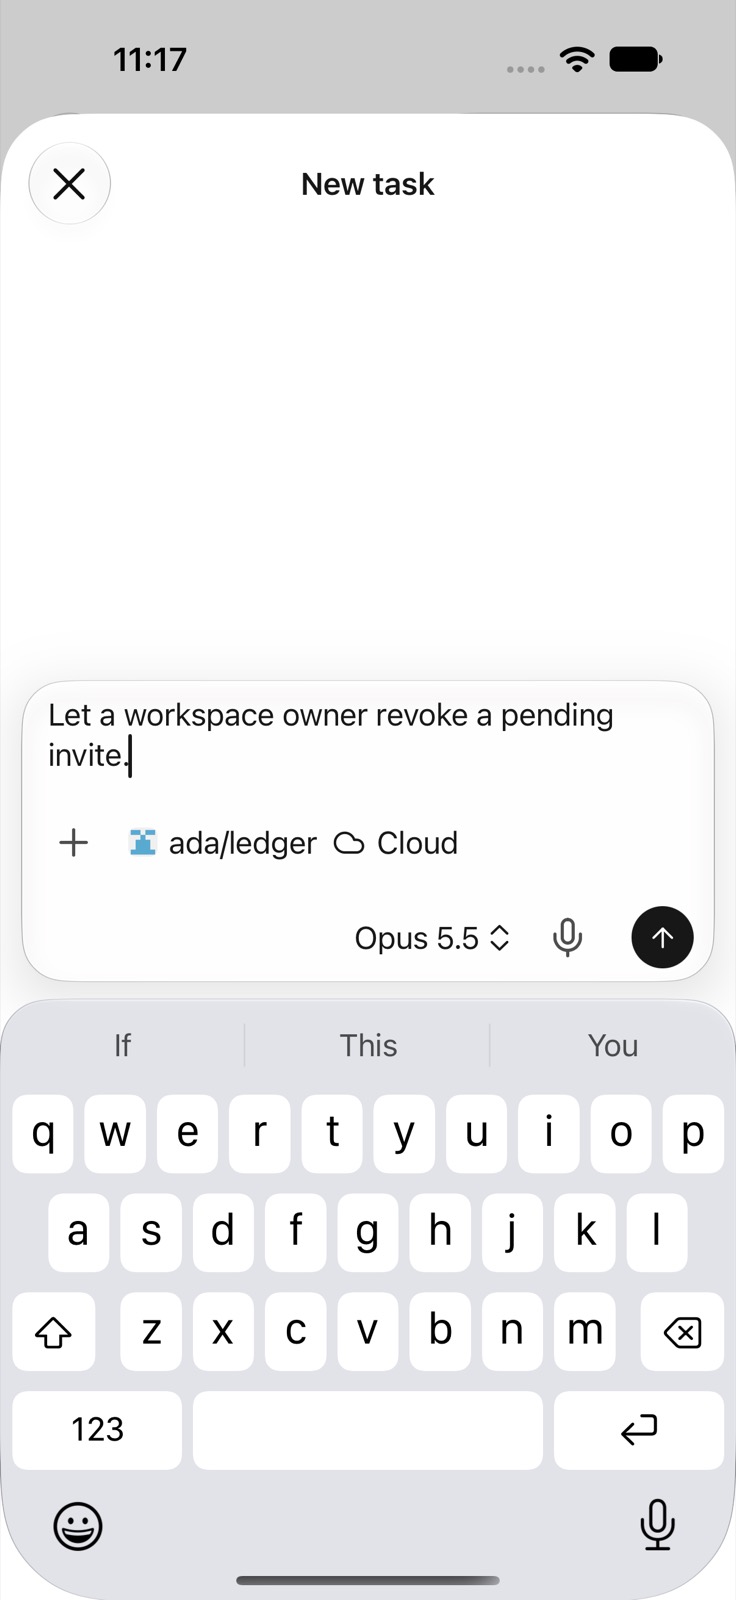 11:17
New task
Let a workspace owner revoke a pending
invite.
ada/ledger Cloud
Opus 5.5
If This You
q w e r t y u i o p
a s d f g h j k l
z x c v b n m
123